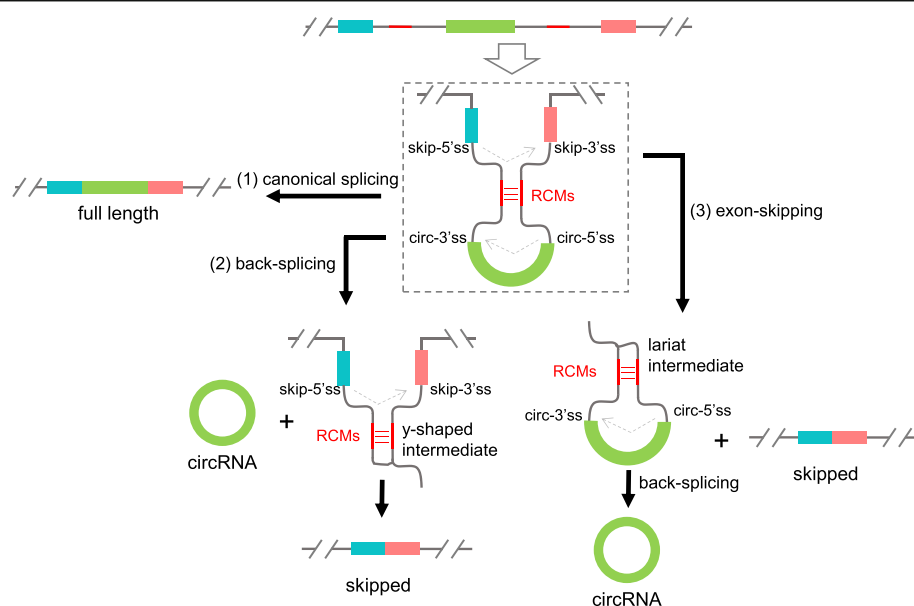 skip-5'ss
skip-3'ss
RCMs
(1) canonical splicing
full length
(3) exon-skipping
circ-3'ss
circ-5'ss
(2) back-splicing
lariat
intermediate
RCMs
skip-5'ss
skip-3'ss
circ-3'ss
circ-5'ss
RCMs
y-shaped
intermediate
+
circRNA
+
skipped
back-splicing
skipped
circRNA